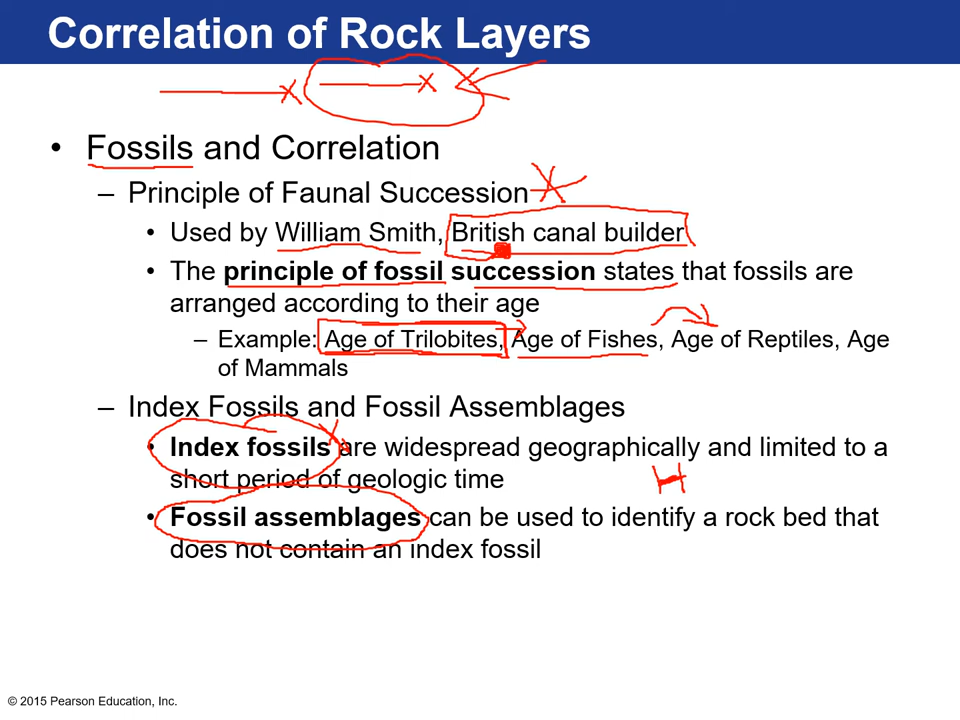 Correlation of Rock Layers
• Fossils and Correlation
– Principle of Faunal Succession
• Used by William Smith, British canal builder
• The principle of fossil succession states that fossils are
arranged according to their age
– Example: Age of Trilobites, Age of Fishes, Age of Reptiles, Age
of Mammals
– Index Fossils and Fossil Assemblages
• Index fossils are widespread geographically and limited to a
short period of geologic time
• Fossil assemblages can be used to identify a rock bed that
does not contain an index fossil
© 2015 Pearson Education, Inc.